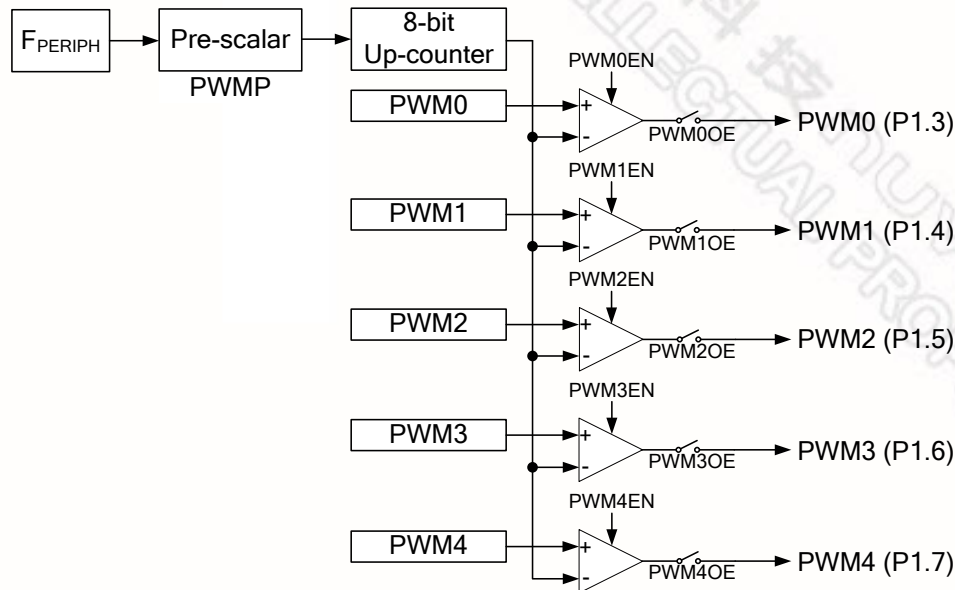 FPERIPH
Pre-scalar
PWMP
8-bit
Up-counter
PWM0EN
PWM0
+
-
PWM0OE
PWM0 (P1.3)
PWM1EN
PWM1
+
-
PWM1OE
PWM1 (P1.4)
PWM2EN
PWM2
+
-
PWM2OE
PWM2 (P1.5)
PWM3EN
PWM3
+
-
PWM3OE
PWM3 (P1.6)
PWM4EN
PWM4
+
-
PWM4OE
PWM4 (P1.7)
科 技